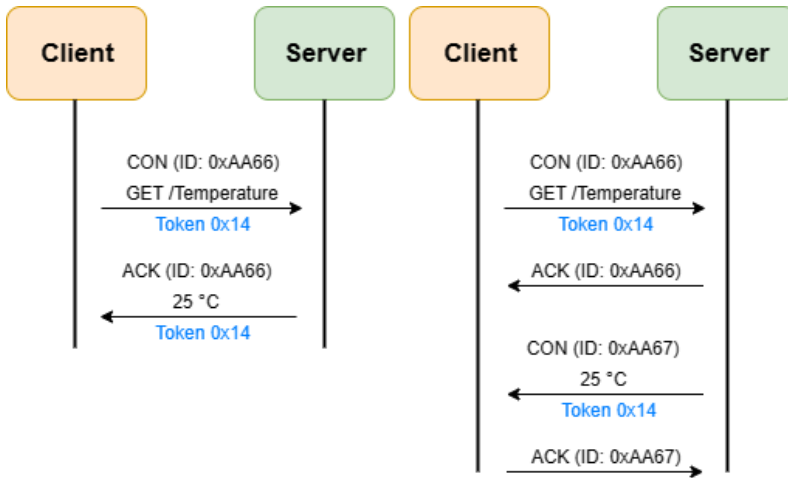 Client
Server
CON (ID: 0xAA66)
GET /Temperature
Token 0x14
ACK (ID: 0xAA66)
25 °C
Token 0x14
Client
Server
CON (ID: 0xAA66)
GET /Temperature
Token 0x14
ACK (ID: 0xAA66)
CON (ID: 0xAA67)
25 °C
Token 0x14
ACK (ID: 0xAA67)